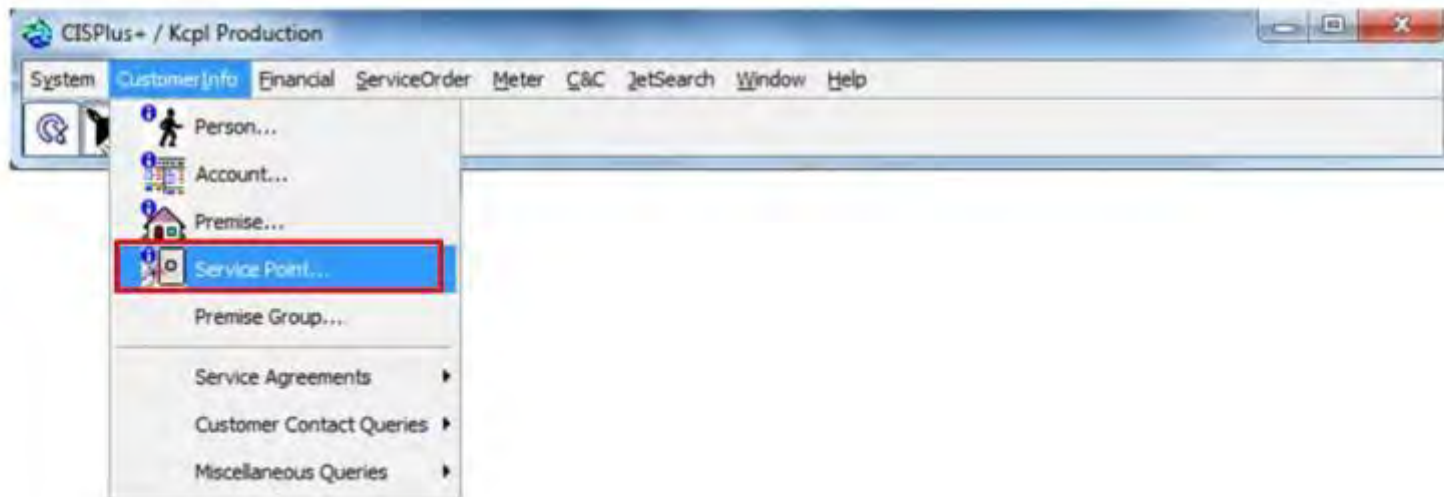 CISPlus+ / Kcpl Production
System CustomerInfo Financial ServiceOrder Meter C&C JetSearch Window Help
Person...
Account...
Premise...
Service Point...
Premise Group...
Service Agreements
Customer Contact Queries
Miscellaneous Queries